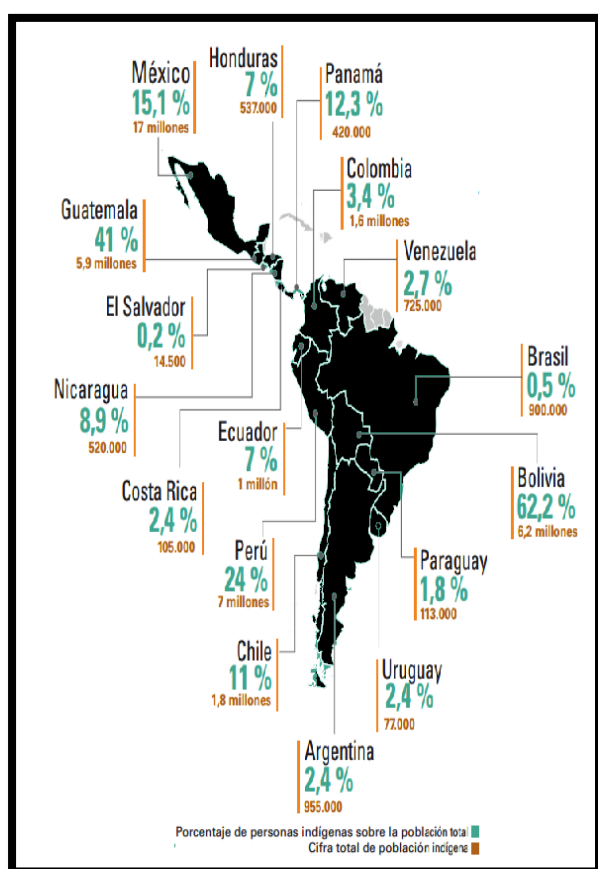 Honduras
7 %
537.000
México
15,1 %
17 millones
Panamá
12,3 %
420.000
Colombia
3,4 %
1,6 millones
Guatemala
41 %
5,9 millones
Venezuela
2,7 %
725.000
El Salvador
0,2 %
14.500
Brasil
0,5 %
900.000
Nicaragua
8,9 %
520.000
Ecuador
7 %
1 millón
Costa Rica
2,4 %
105.000
Bolivia
62,2 %
6,2 millones
Perú
24 %
7 millones
Paraguay
1,8 %
113.000
Chile
11 %
1,8 millones
Uruguay
2,4 %
77.000
Argentina
2,4 %
955.000
Porcentaje de personas indígenas sobre la población total
Cifra total de población indígena